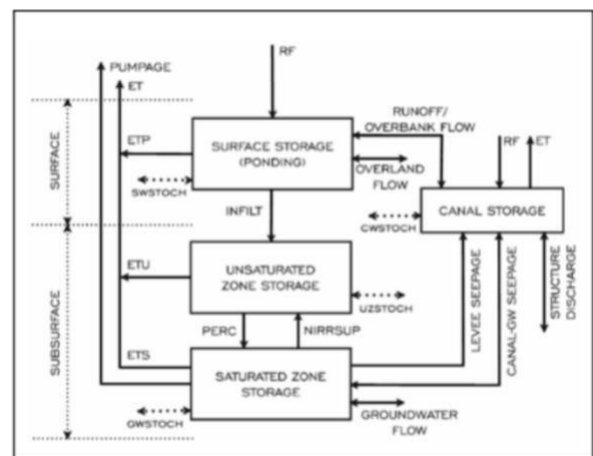 PUMPAGE
RF
ET
RUNOFF/
OVERBANK FLOW
RF
ET
ETP
SURFACE STORAGE
(PONDING)
OVERLAND
FLOW
SWSTOCH
SURFACE
INFILT
CWSTOCH
CANAL STORAGE
ETU
UNSATURATED
ZONE STORAGE
UZSTOCH
LEVEE SEEPAGE
CANAL-GW SEEPAGE
STRUCTURE
DISCHARGE
SUBSURFACE
PERC
NIRRSUP
ETS
SATURATED ZONE
STORAGE
GWSTOCH
GROUNDWATER
FLOW